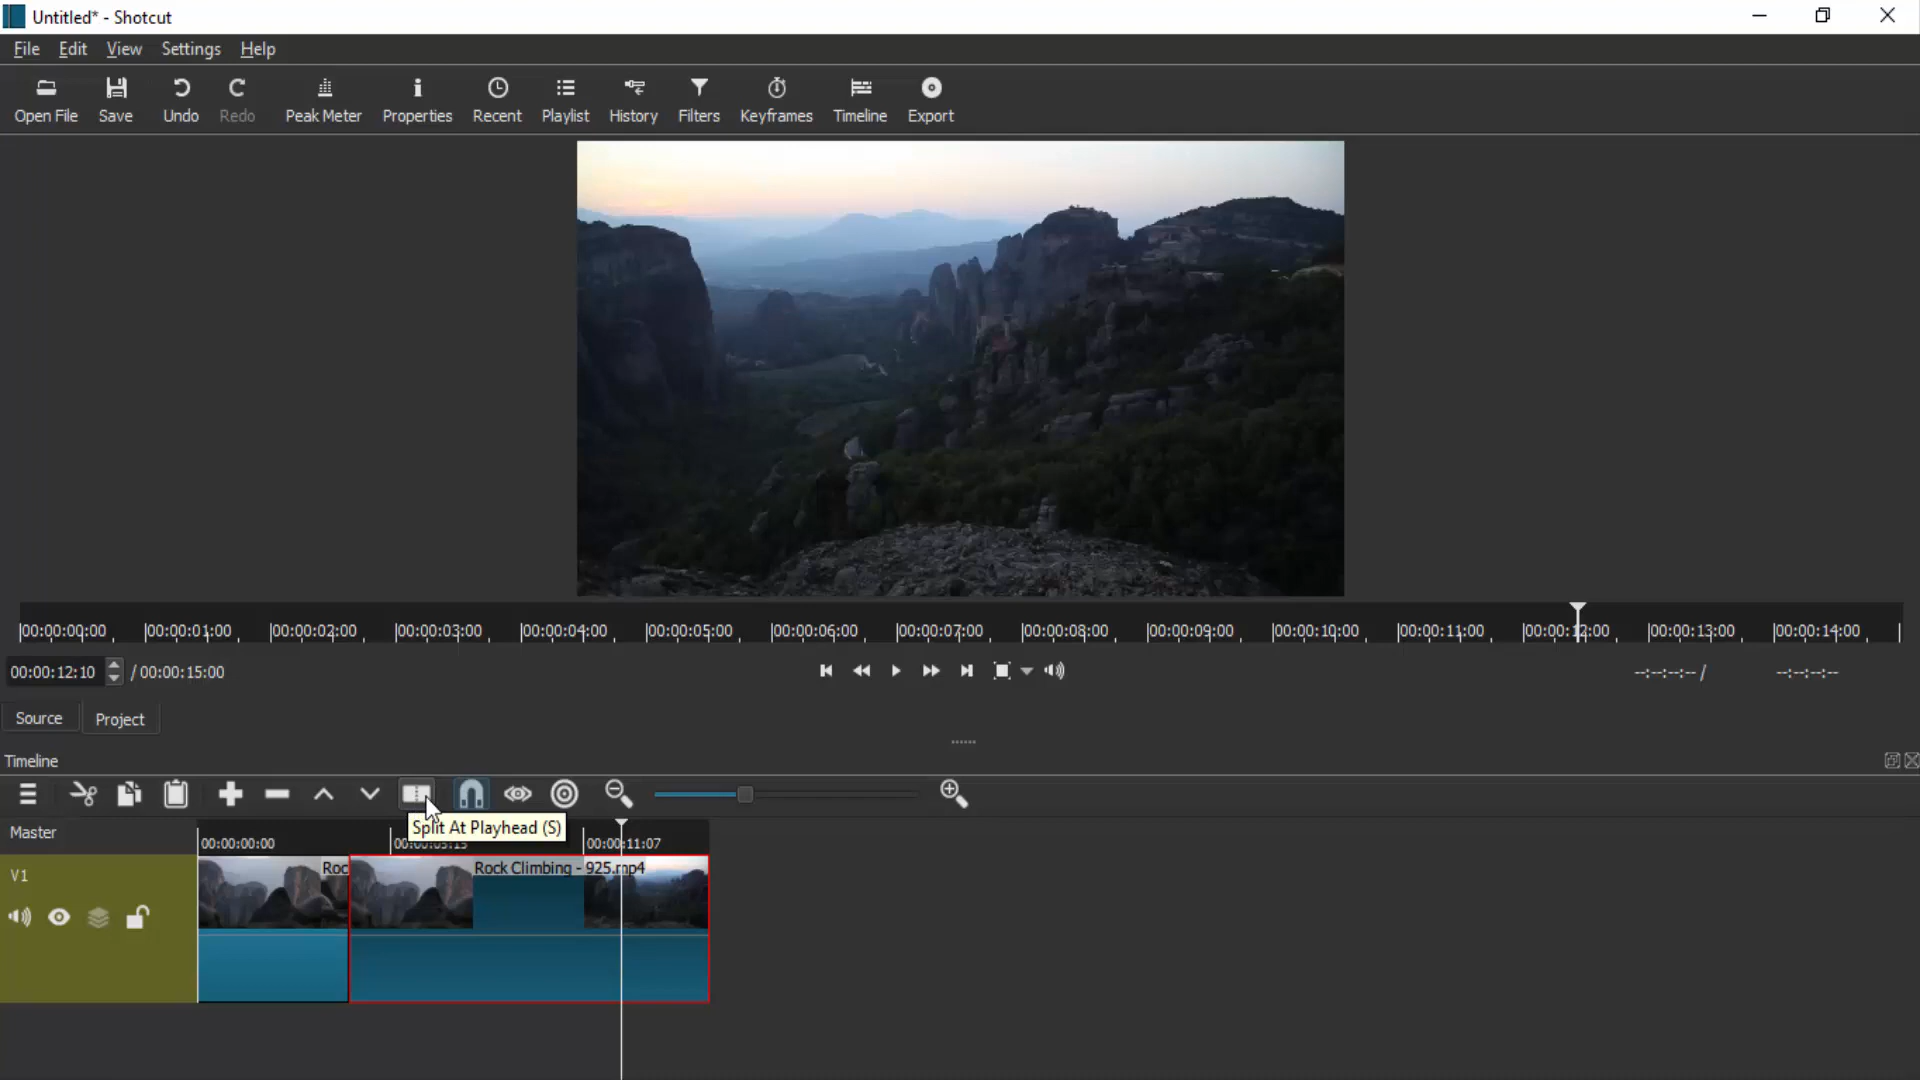 Untitled* - Shotcut
File Edit View Settings Help
Open File Save Undo Redo Peak Meter Properties Recent Playlist History Filters Keyframes Timeline Export
00:00:00:00 00:00:01:00 00:00:02:00 00:00:03:00 00:00:04:00 00:00:05:00 00:00:06:00 00:00:07:00 00:00:08:00 00:00:09:00 00:00:10:00 00:00:11:00 00:00:12:00 00:00:13:00 00:00:14:00
00:00:12:10 / 00:00:15:00 --:--:--:-- / --:--:--:--
Source Project
Timeline
Split At Playhead (S)
Master 00:00:00:00 00:00:11:07
Roc Rock Climbing - 925.mp4
V1